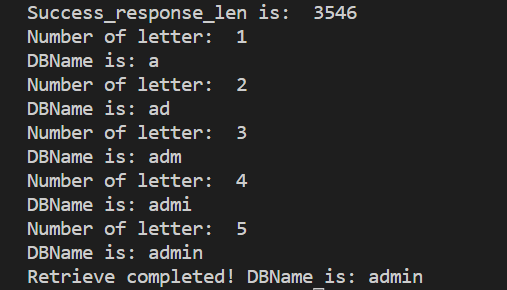 Success_response_len is:  3546
Number of letter:  1
DBName is: a
Number of letter:  2
DBName is: ad
Number of letter:  3
DBName is: adm
Number of letter:  4
DBName is: admi
Number of letter:  5
DBName is: admin
Retrieve completed! DBName is: admin